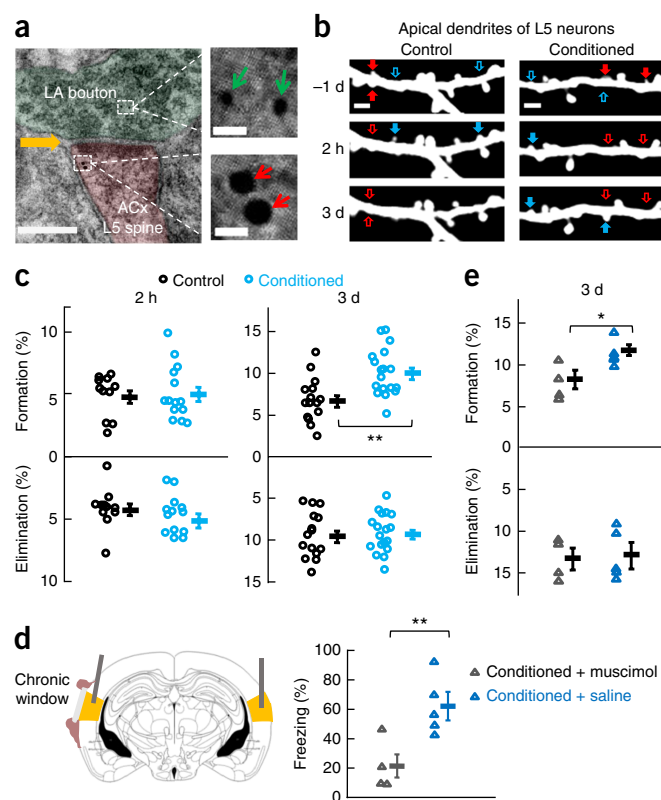 a
LA bouton
ACx
L5 spine
b
Apical dendrites of L5 neurons
Control
Conditioned
–1 d
2 h
3 d
c
Control
Conditioned
2 h
3 d
Formation (%)
10
5
0
15
10
5
0
**
Elimination (%)
5
10
5
10
15
e
3 d
Formation (%)
15
10
5
0
*
Elimination (%)
5
10
15
d
Chronic
window
Freezing (%)
100
80
60
40
20
0
**
Conditioned + muscimol
Conditioned + saline